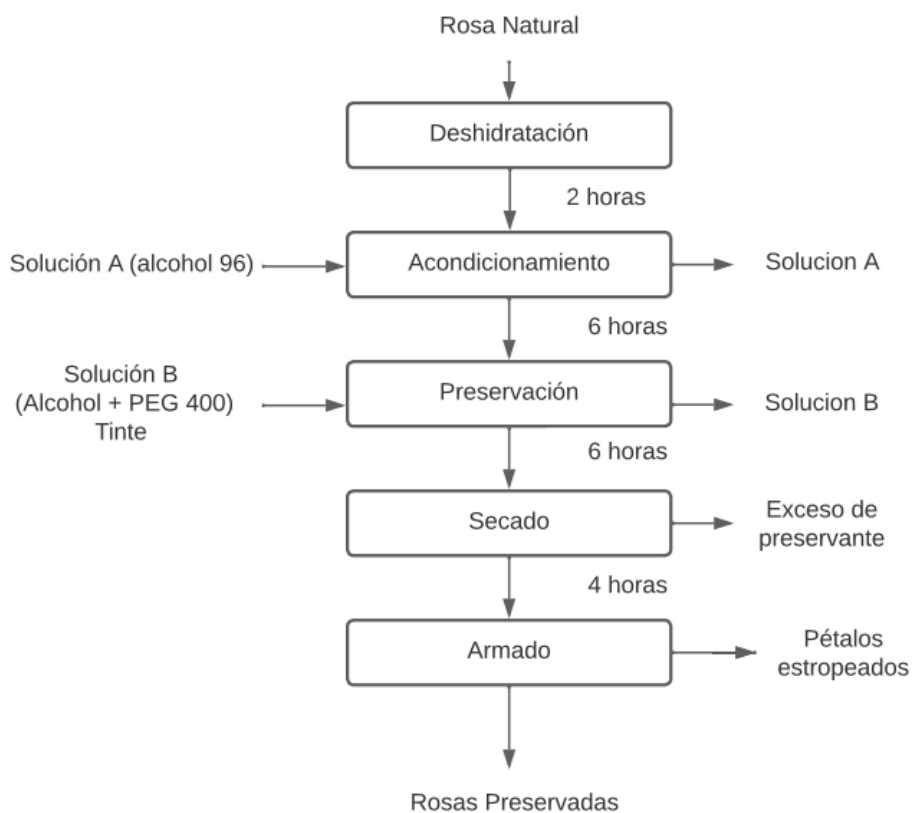 Rosa Natural
Deshidratación
2 horas
Solución A (alcohol 96)
Acondicionamiento
Solucion A
6 horas
Solución B
(Alcohol + PEG 400)
Tinte
Preservación
Solucion B
6 horas
Secado
Exceso de
preservante
4 horas
Armado
Pétalos
estropeados
Rosas Preservadas